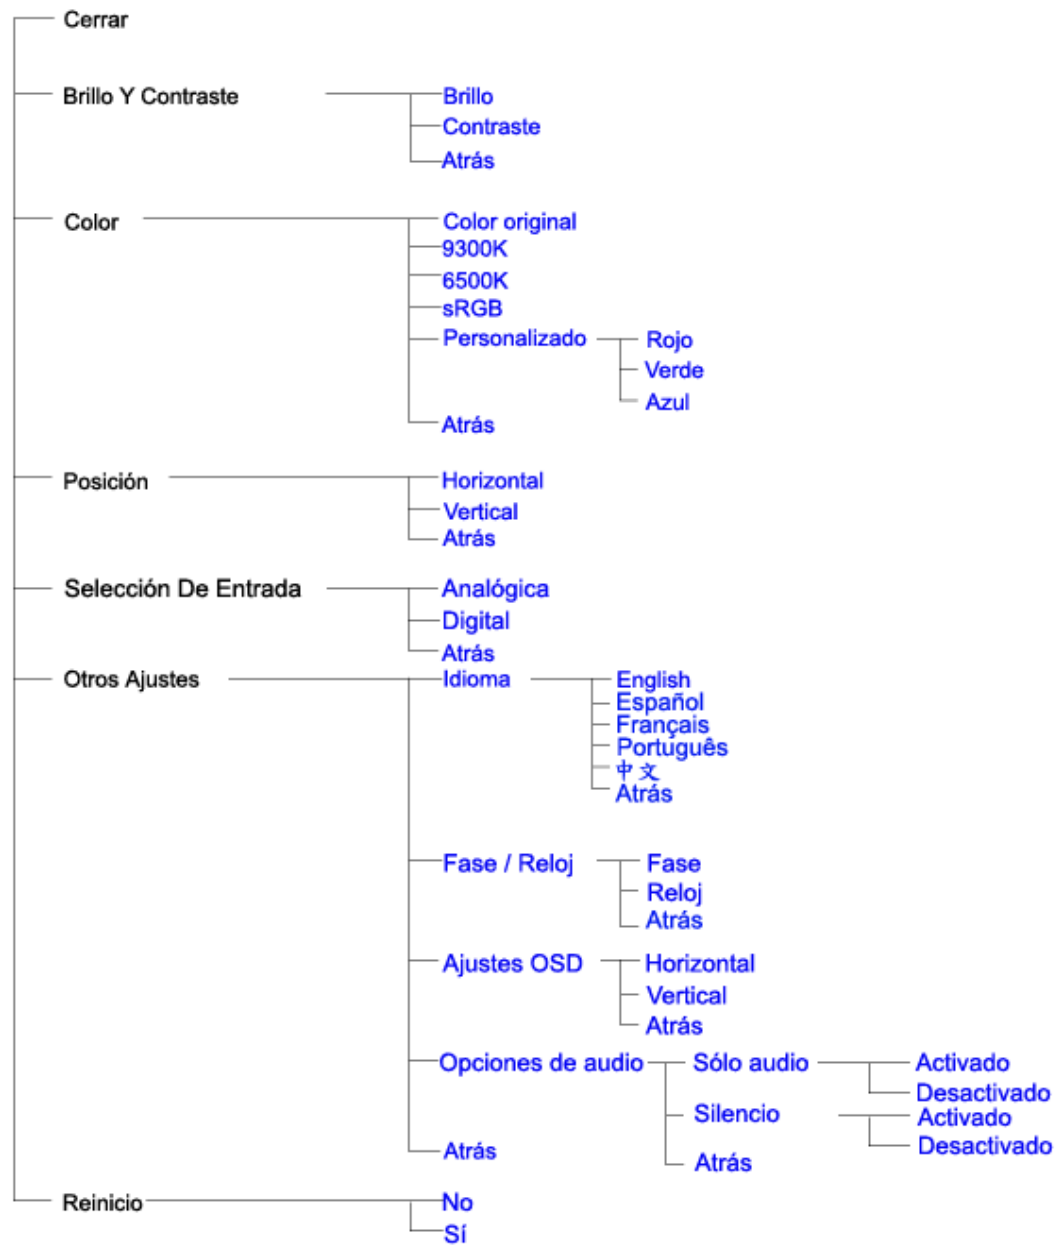 Cerrar
Brillo Y Contraste Brillo
Contraste
Atrás
Color Color original
9300K
6500K
sRGB
Personalizado Rojo
Verde
Azul
Atrás
Posición Horizontal
Vertical
Atrás
Selección De Entrada Analógica
Digital
Atrás
Otros Ajustes Idioma English
Español
Français
Português
中文
Atrás
Fase / Reloj Fase
Reloj
Atrás
Ajustes OSD Horizontal
Vertical
Atrás
Opciones de audio Sólo audio Activado
Desactivado
Silencio Activado
Desactivado
Atrás Atrás
Reinicio No
Sí